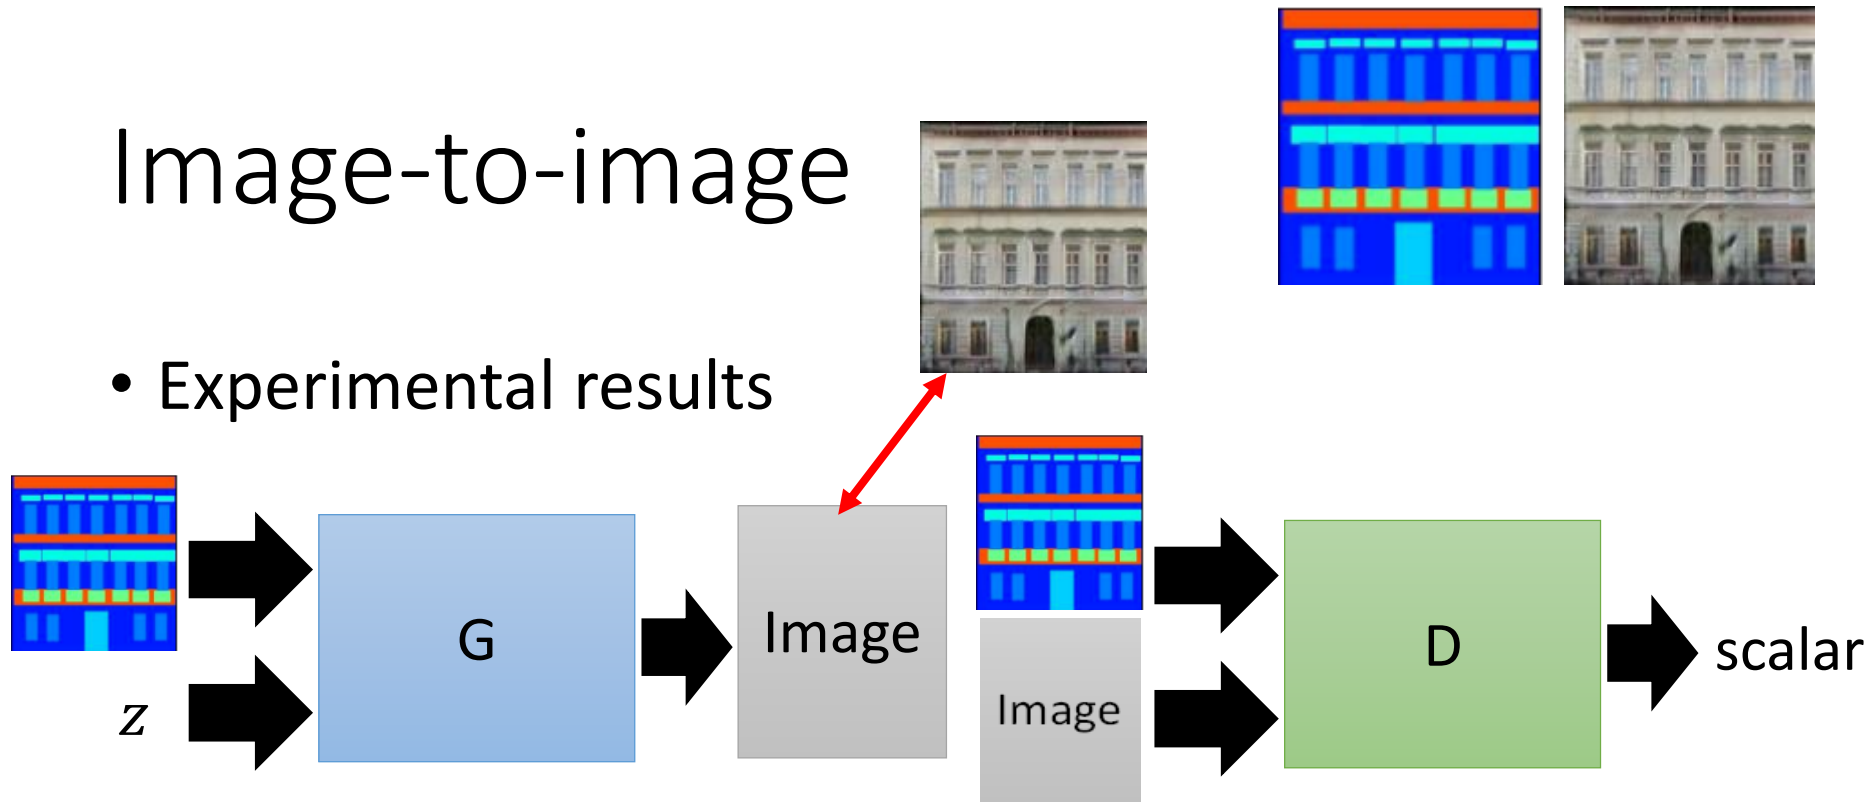 Image-to-image
• Experimental results
G
Image
z
Image
D
scalar